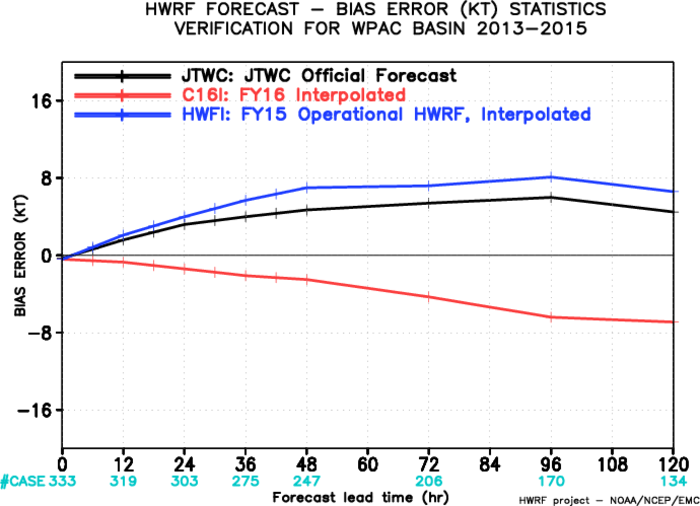 HWRF FORECAST – BIAS ERROR (KT) STATISTICS
VERIFICATION FOR WPAC BASIN 2013–2015
JTWC: JTWC Official Forecast
C16I: FY16 Interpolated
HWFI: FY15 Operational HWRF, Interpolated
16
8
0
−8
−16
BIAS ERROR (KT)
0 12 24 36 48 60 72 84 96 108 120
#CASE 333 319 303 275 247 206 170 134
Forecast lead time (hr)
HWRF project – NOAA/NCEP/EMC